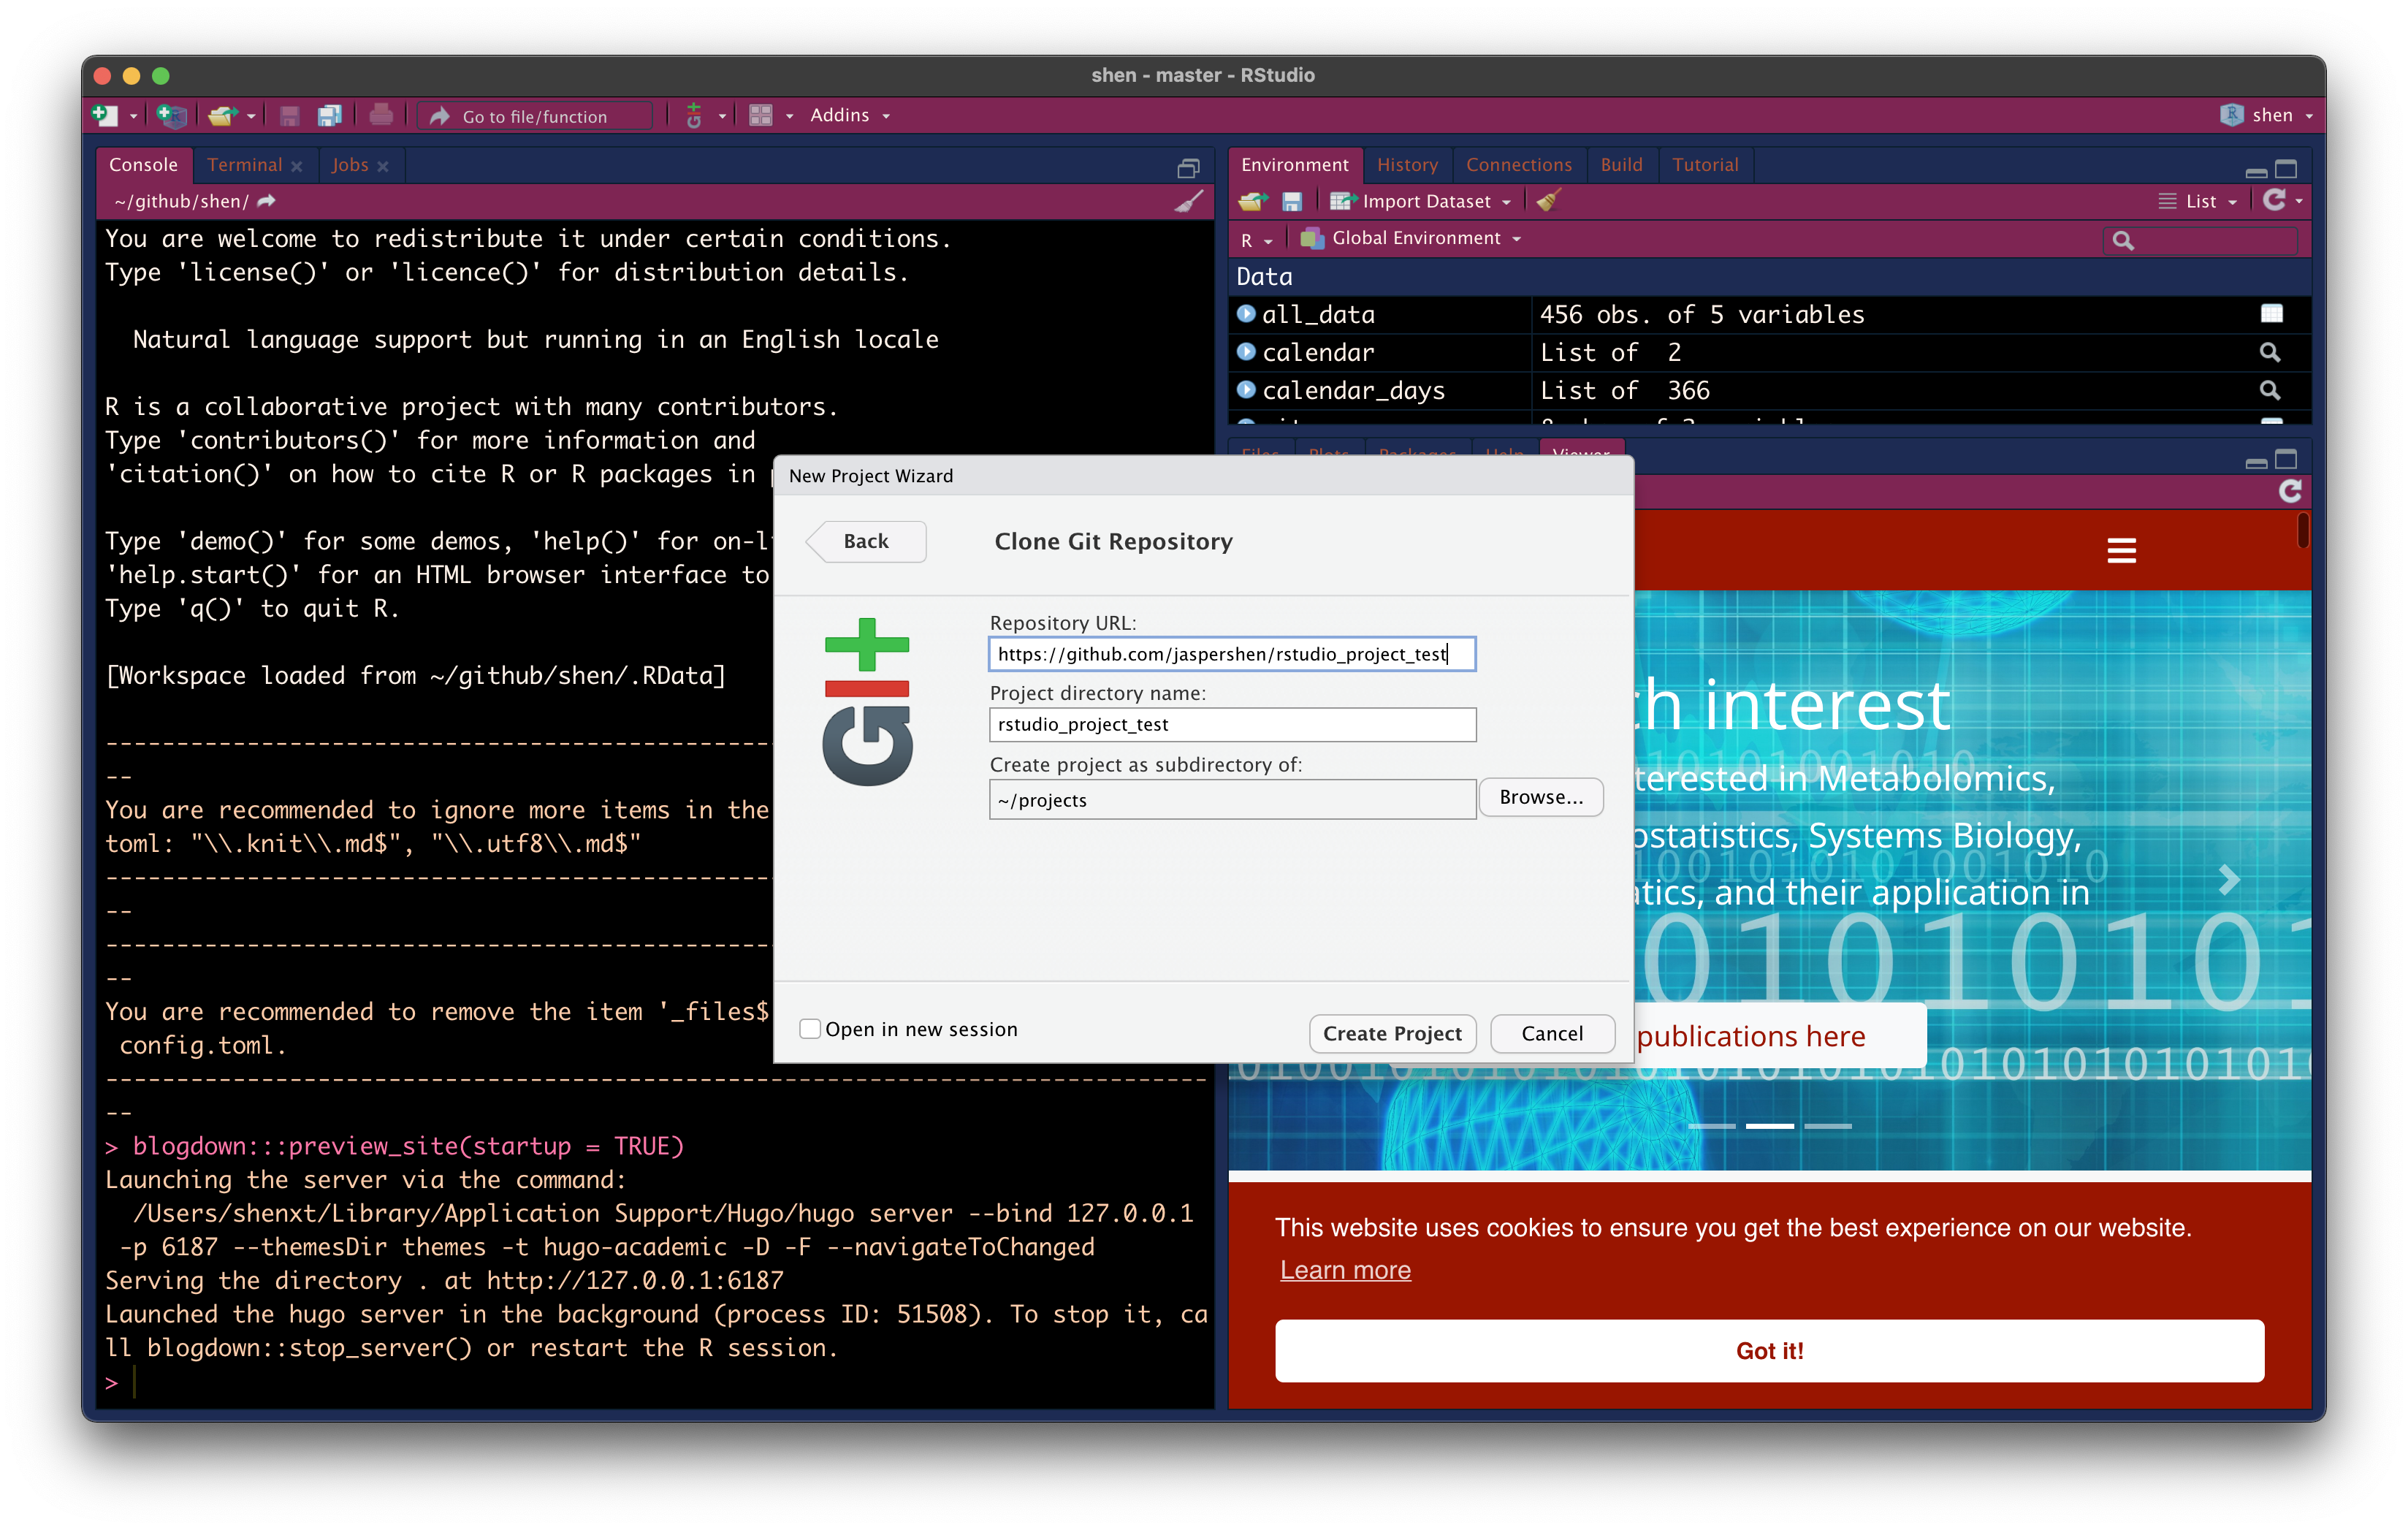 shen - master - RStudio
Go to file/function
Addins
shen
Console
Terminal
Jobs
~/github/shen/
You are welcome to redistribute it under certain conditions.
Type 'license()' or 'licence()' for distribution details.
Natural language support but running in an English locale
R is a collaborative project with many contributors.
Type 'contributors()' for more information and
'citation()' on how to cite R or R packages in
Type 'demo()' for some demos, 'help()' for
'help.start()' for an HTML browser interface to
Type 'q()' to quit R.
[Workspace loaded from ~/github/shen/.RData]
--
You are recommended to ignore more items in the
toml: "\\.knit\\.md$", "\\.utf8\\.md$"
--
--
You are recommended to remove the item '_files$
config.toml.
--
> blogdown:::preview_site(startup = TRUE)
Launching the server via the command:
/Users/shenxt/Library/Application Support/Hugo/hugo server --bind 127.0.0.1
-p 6187 --themesDir themes -t hugo-academic -D -F --navigateToChanged
Serving the directory . at http://127.0.0.1:6187
Launched the hugo server in the background (process ID: 51508). To stop it, ca
ll blogdown::stop_server() or restart the R session.
>
Environment
History
Connections
Build
Tutorial
Import Dataset
List
R
Global Environment
Data
all_data 456 obs. of 5 variables
calendar List of 2
calendar_days List of 366
Files
Plots
Packages
Help
Viewer
New Project Wizard
Back
Clone Git Repository
Git
Repository URL:
https://github.com/jaspershen/rstudio_project_test
Project directory name:
rstudio_project_test
Create project as subdirectory of:
~/projects
Browse...
Open in new session
Create Project
Cancel
interest
in Metabolomics,
Systems Biology,
and their application in
publications here
This website uses cookies to ensure you get the best experience on our website.
Learn more
Got it!